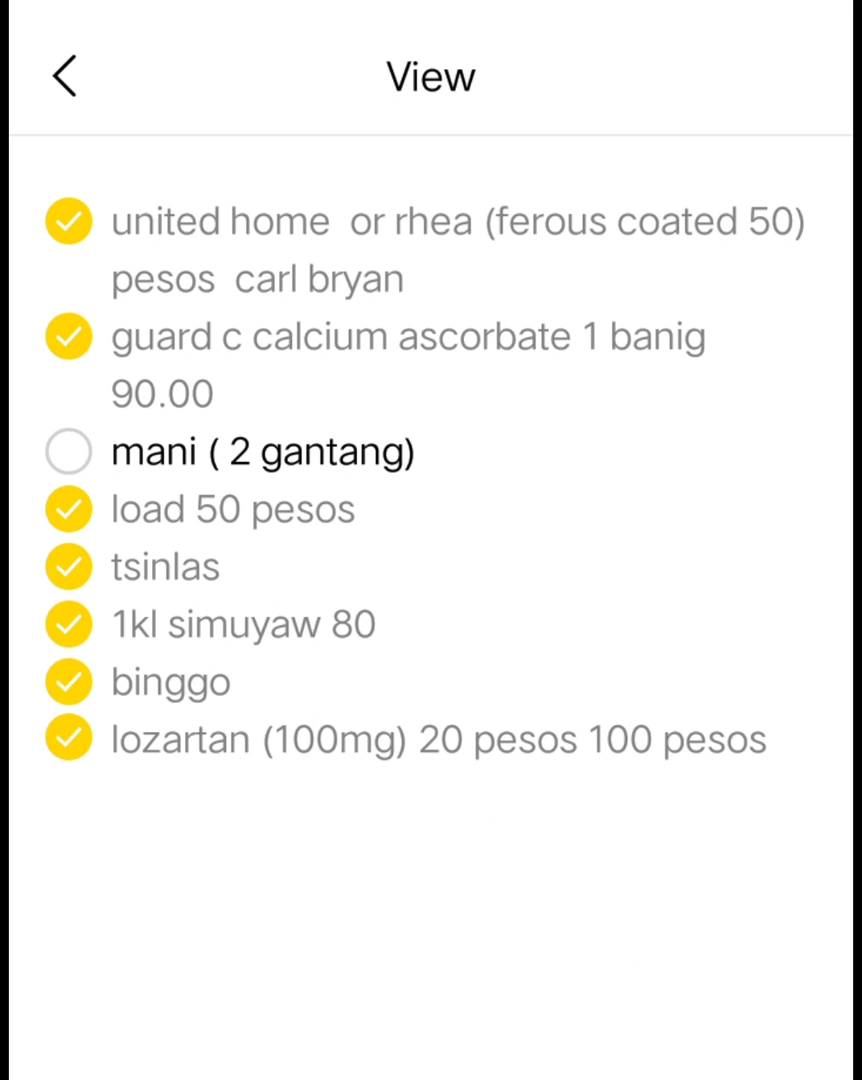 View
united home  or rhea (ferous coated 50)
pesos  carl bryan
guard c calcium ascorbate 1 banig
90.00
mani ( 2 gantang)
load 50 pesos
tsinlas
1kl simuyaw 80
binggo
lozartan (100mg) 20 pesos 100 pesos